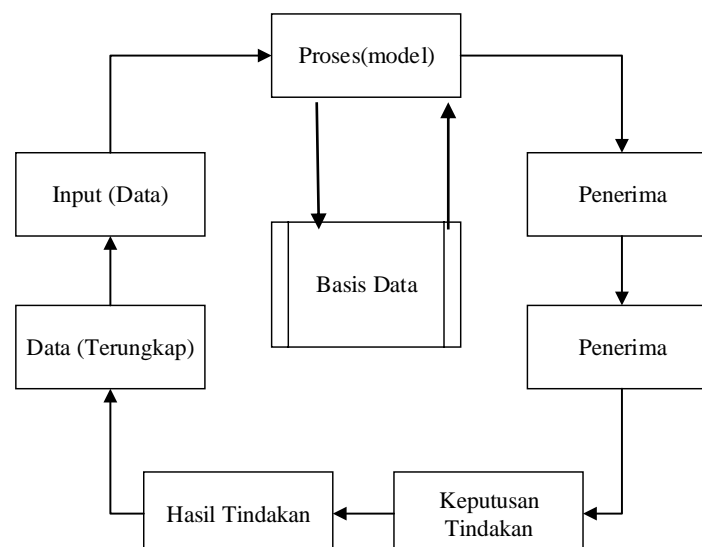 Proses(model)
Input (Data)
Penerima
Basis Data
Data (Terungkap)
Penerima
Hasil Tindakan
Keputusan
Tindakan